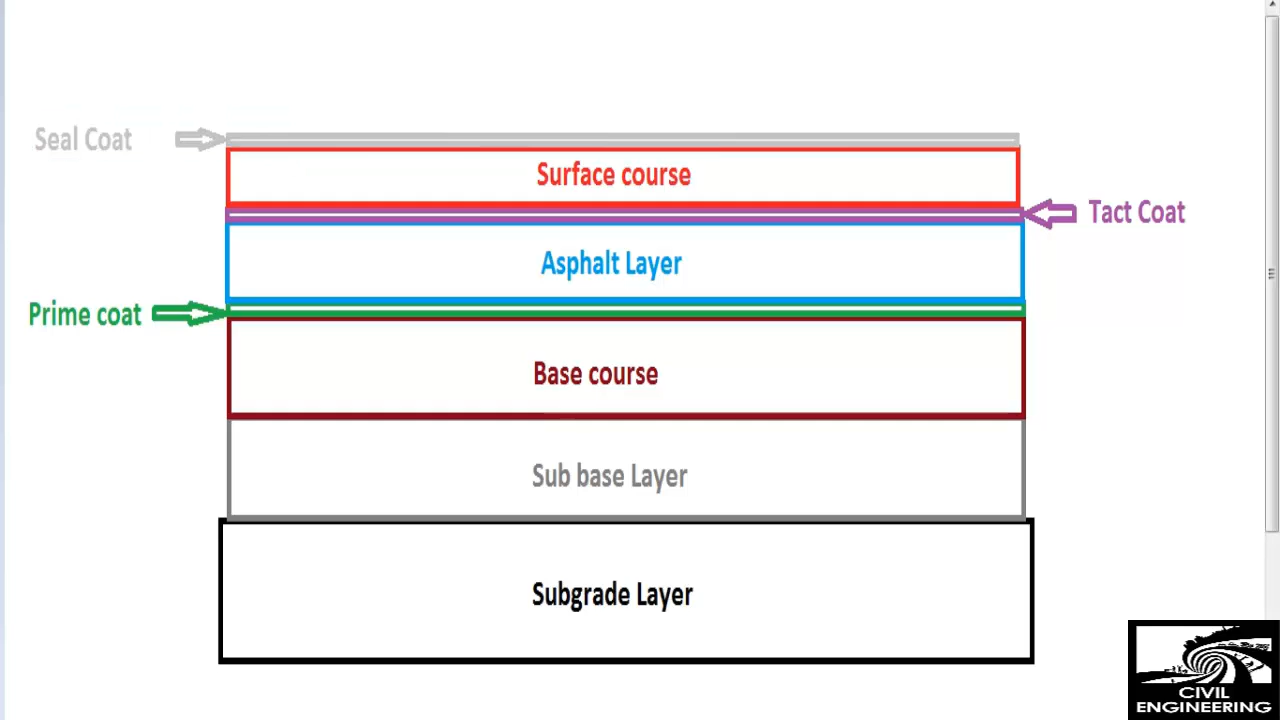 Seal Coat
Surface course
Tact Coat
Asphalt Layer
Prime coat
Base course
Sub base Layer
Subgrade Layer
CIVIL
ENGINEERING